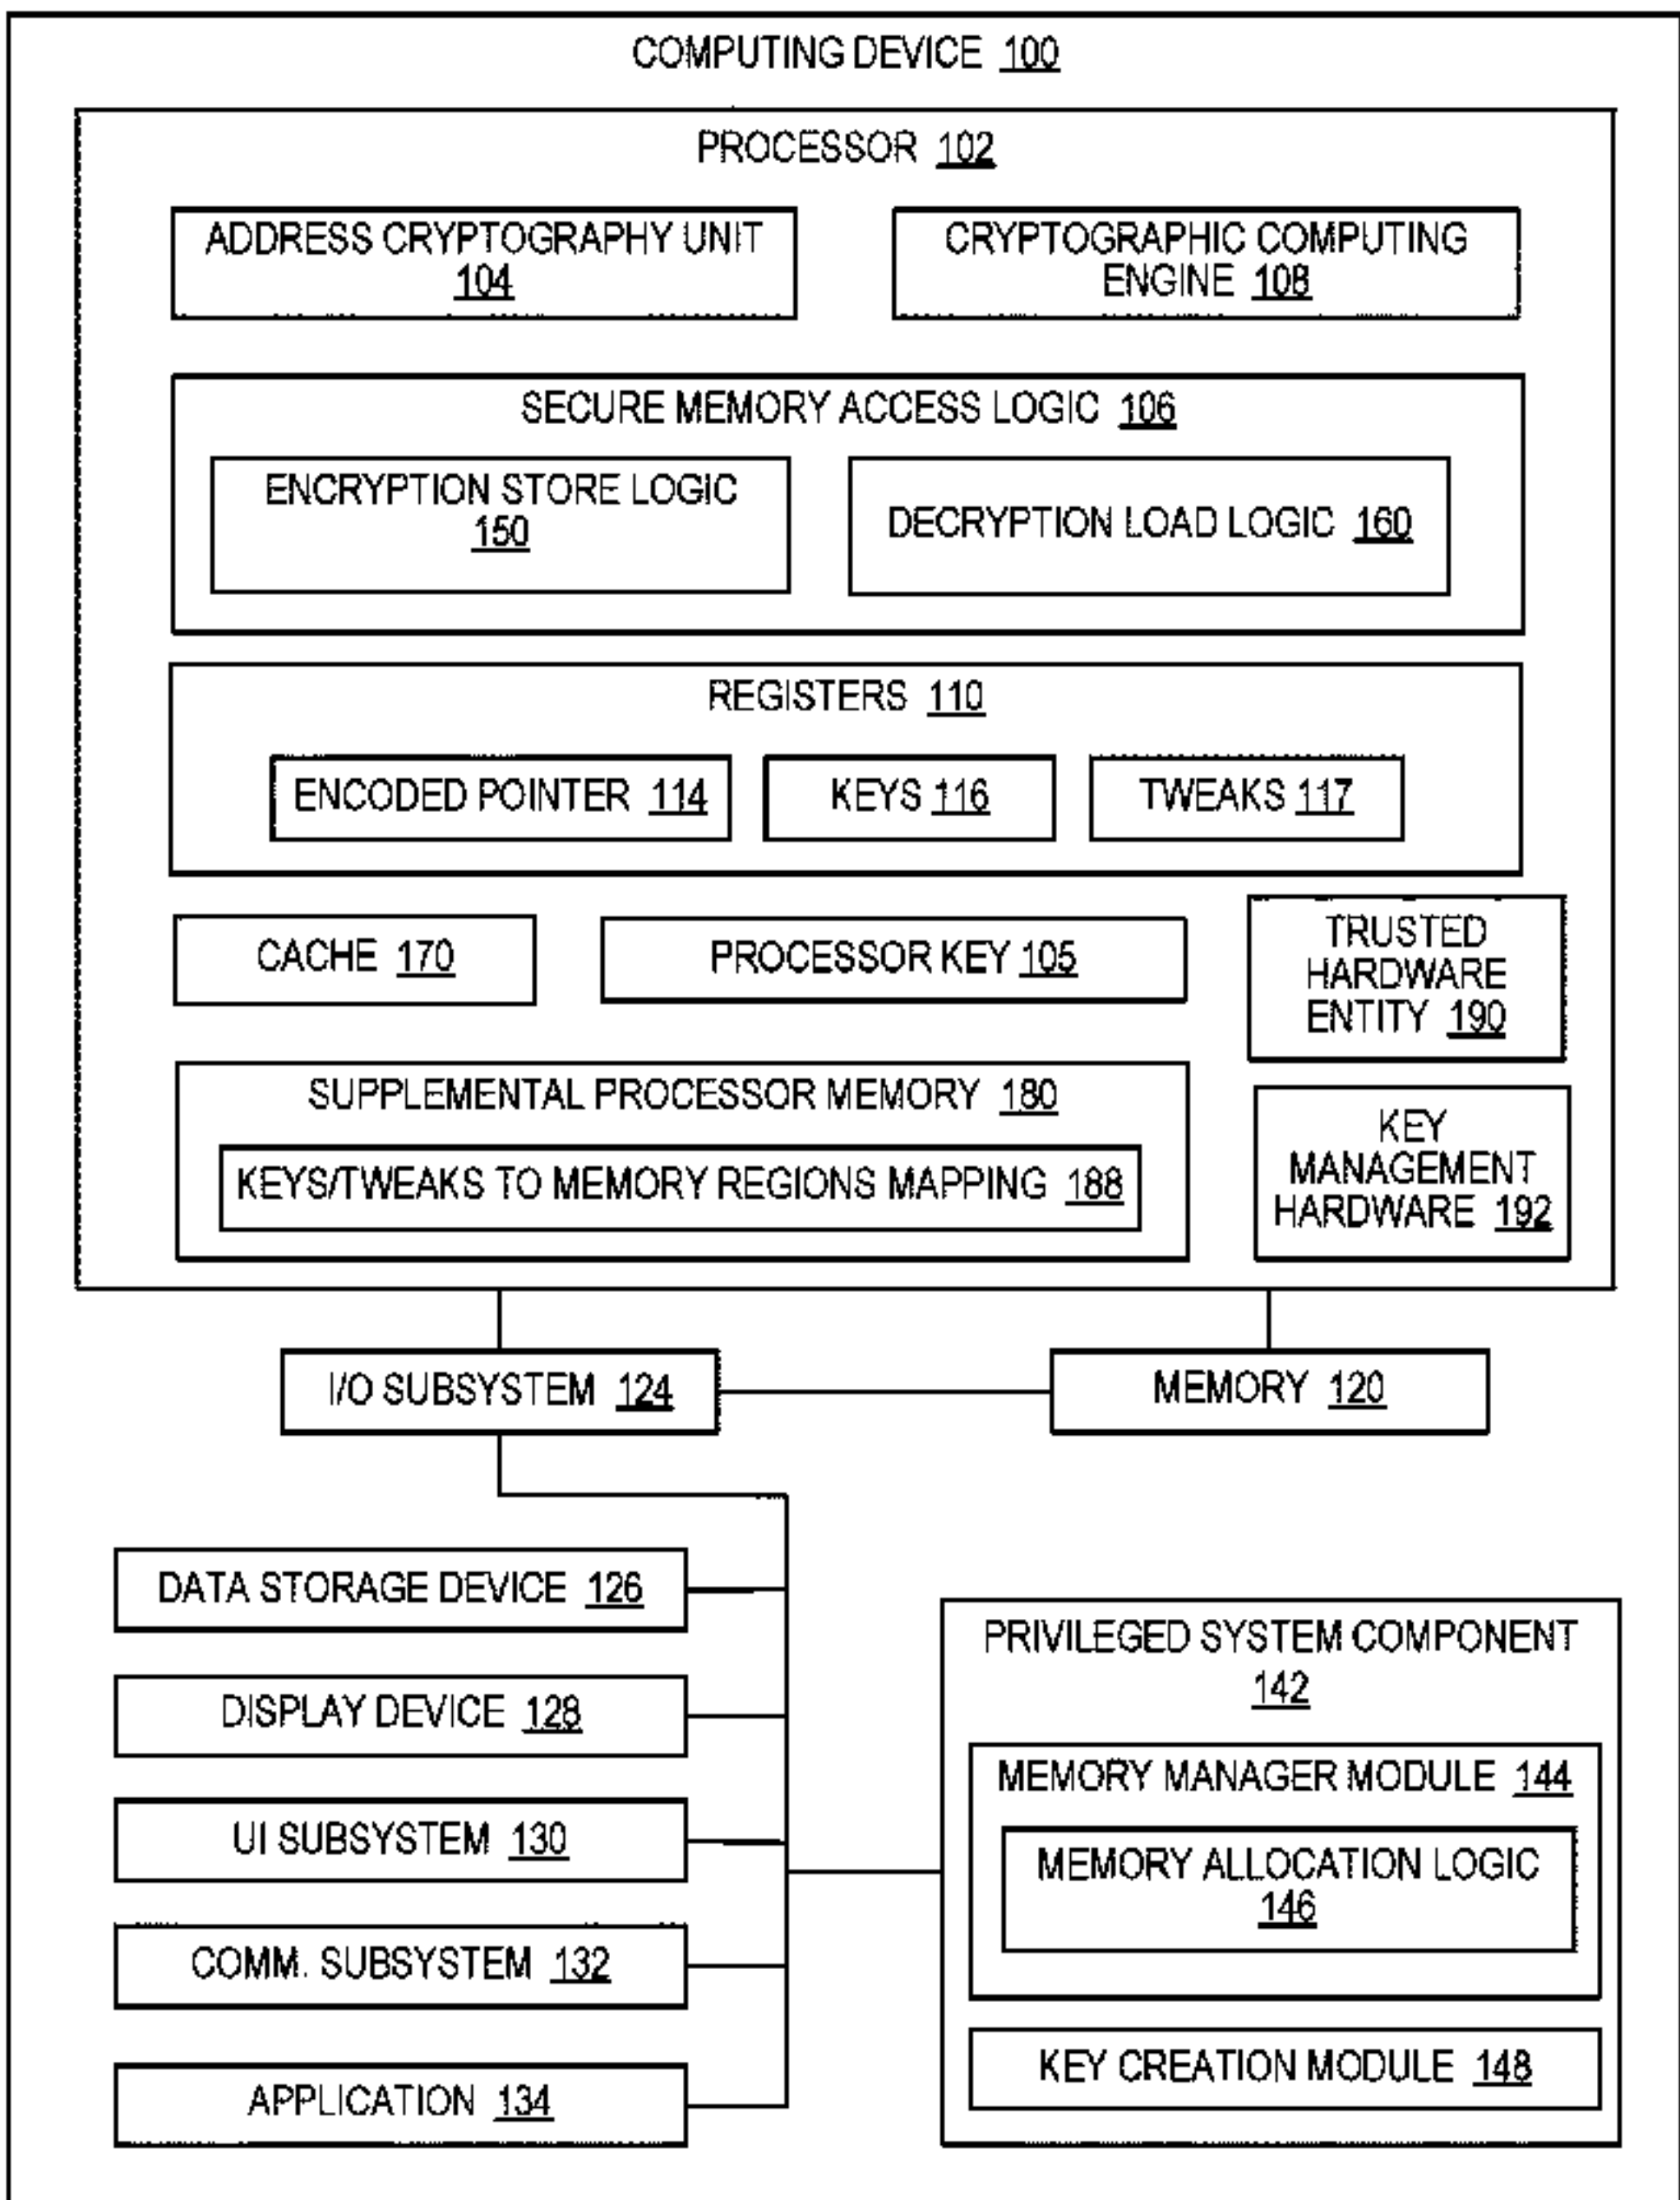 COMPUTING DEVICE 100
PROCESSOR 102
ADDRESS CRYPTOGRAPHY UNIT
104
CRYPTOGRAPHIC COMPUTING
ENGINE 108
SECURE MEMORY ACCESS LOGIC 106
ENCRYPTION STORE LOGIC
150
DECRYPTION LOAD LOGIC 160
REGISTERS 110
ENCODED POINTER 114
KEYS 116
TWEAKS 117
CACHE 170
PROCESSOR KEY 105
TRUSTED
HARDWARE
ENTITY 190
SUPPLEMENTAL PROCESSOR MEMORY 180
KEYS/TWEAKS TO MEMORY REGIONS MAPPING 188
KEY
MANAGEMENT
HARDWARE 192
I/O SUBSYSTEM 124
MEMORY 120
DATA STORAGE DEVICE 126
DISPLAY DEVICE 128
UI SUBSYSTEM 130
COMM. SUBSYSTEM 132
APPLICATION 134
PRIVILEGED SYSTEM COMPONENT
142
MEMORY MANAGER MODULE 144
MEMORY ALLOCATION LOGIC
146
KEY CREATION MODULE 148